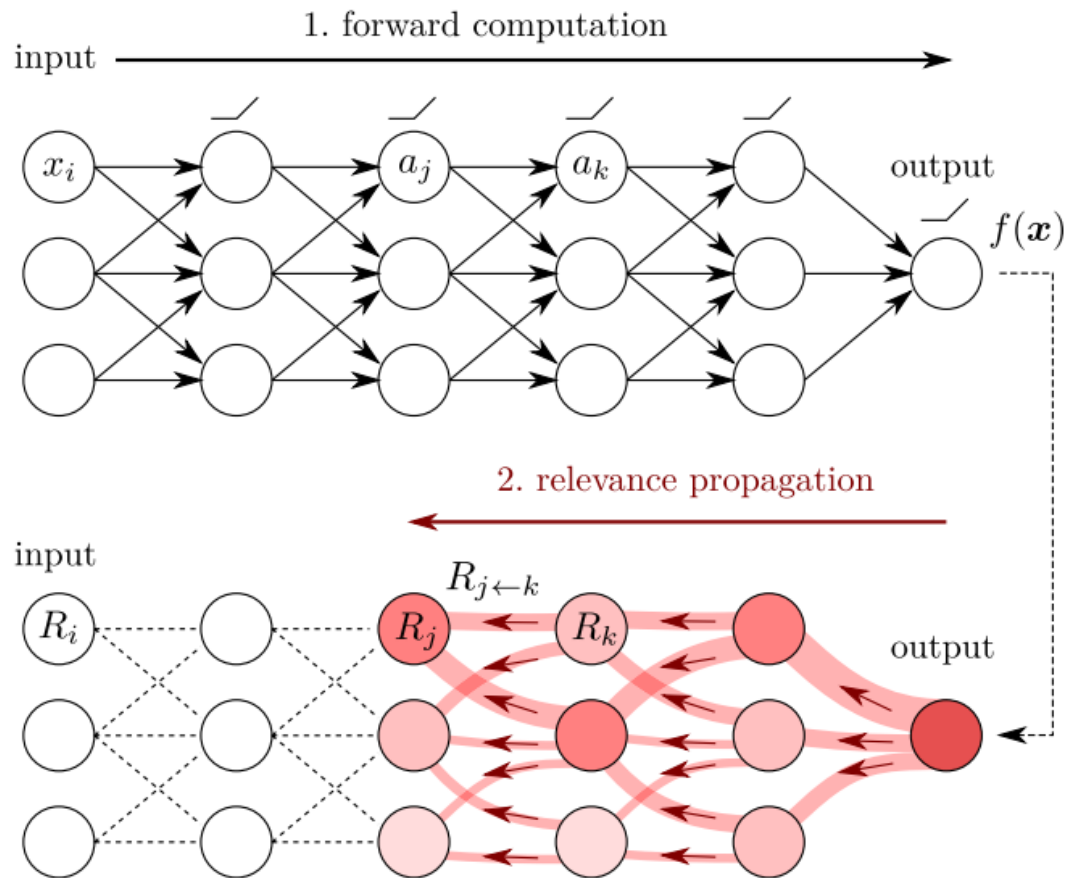 1. forward computation
input
x_i
a_j
a_k
output
f(x)
2. relevance propagation
input
R_{j←k}
R_i
R_j
R_k
output